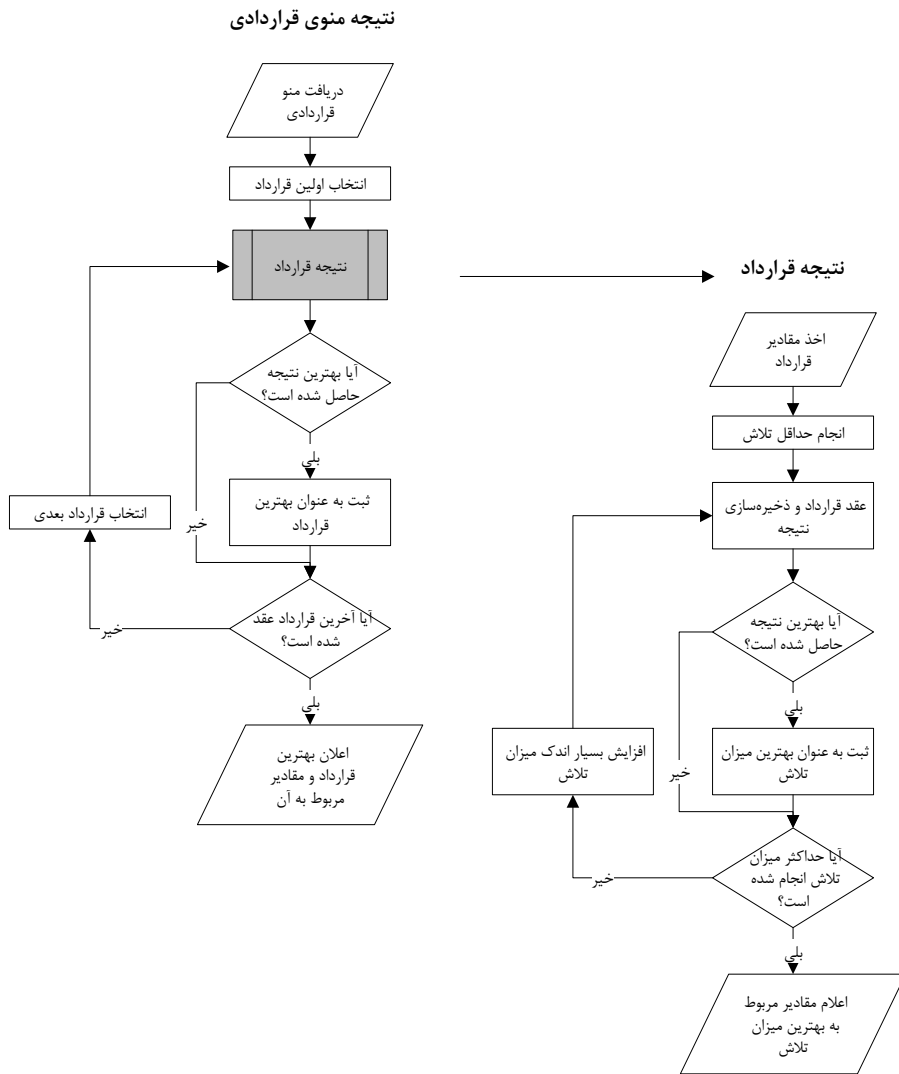 نتیجه منوی قراردادی
دریافت منو
قراردادی
انتخاب اولین قرارداد
نتیجه قرارداد
آیا بهترین نتیجه
حاصل شده است؟
بلی
خیر
ثبت به عنوان بهترین
قرارداد
انتخاب قرارداد بعدی
آیا آخرین قرارداد عقد
شده است؟
خیر
بلی
اعلان بهترین
قرارداد و مقادیر
مربوط به آن
نتیجه قرارداد
اخذ مقادیر
قرارداد
انجام حداقل تلاش
عقد قرارداد و ذخیره‌سازی
نتیجه
آیا بهترین نتیجه
حاصل شده است؟
بلی
خیر
ثبت به عنوان بهترین میزان
تلاش
افزایش بسیار اندک میزان
تلاش
آیا حداکثر میزان
تلاش انجام شده
است؟
خیر
بلی
اعلام مقادیر مربوط
به بهترین میزان
تلاش